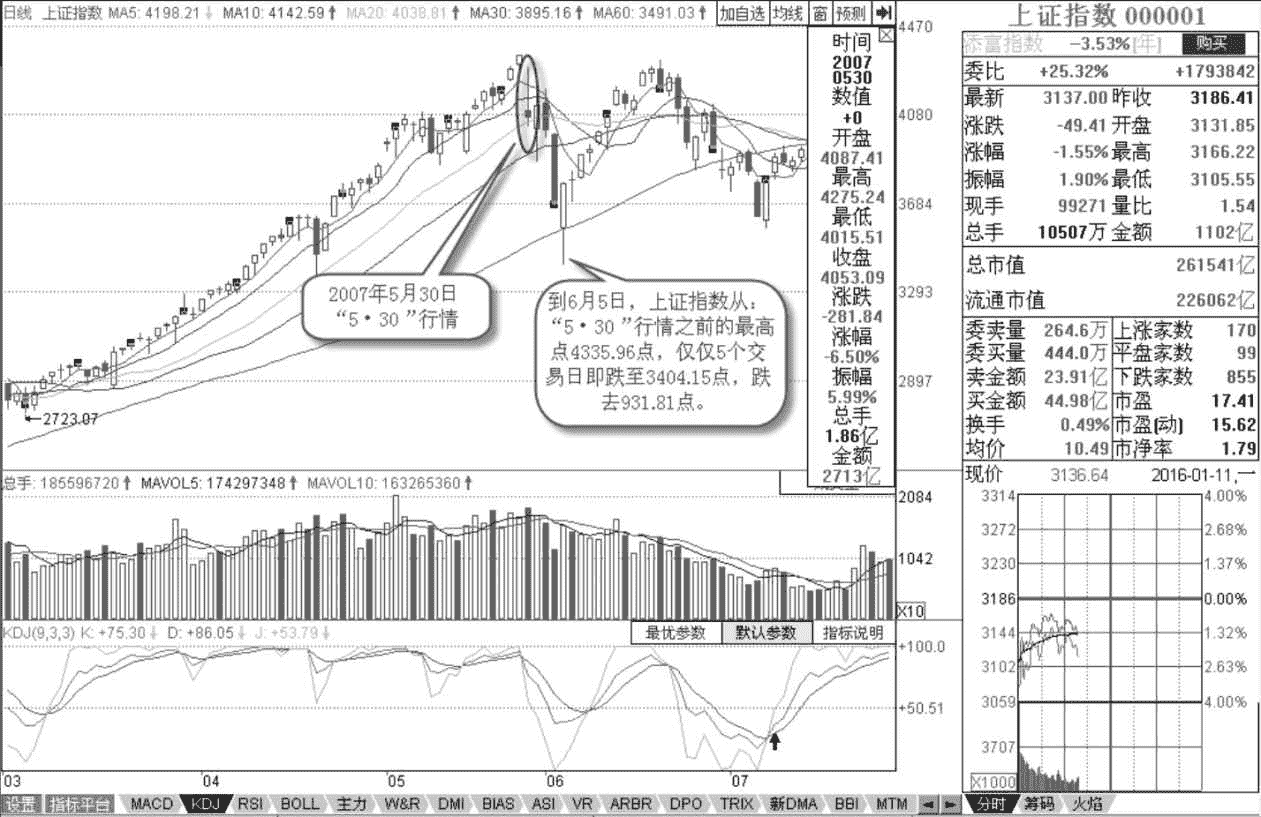 日线 上证指数 MA5: 4198.21↓ MA10: 4142.59↑ MA20: 4038.81↑ MA30: 3895.16↑ MA60: 3491.03↑ 加自选 均线 窗 预测
4470
4080
3684
3293
2897
2723.07
2007年5月30日
“5·30”行情
到6月5日，上证指数从：
“5·30”行情之前的最高
点4335.96点，仅仅5个交
易日即跌至3404.15点，跌
去931.81点。
时间
2007
0530
数值
+0
开盘
4087.41
最高
4275.24
最低
4015.51
收盘
4053.09
涨跌
-281.84
涨幅
-6.50%
振幅
5.99%
总手
1.86亿
金额
2713亿
总手: 185596720↑ MAVOL5: 174297348↑ MAVOL10: 163265360↑
2084
1042
X10
KDJ(9,3,3) K: +75.30↓ D: +86.05↓ J: +53.79↓ 最优参数 默认参数 指标说明
+100.0
+50.51
03 04 05 06 07
设置 指标平台 MACD KDJ RSI BOLL 主力 W&R DMI BIAS ASI VR ARBR DPO TRIX 新DMA BBI MTM
上证指数 000001
添富指数 -3.53%[年] 购买
委比 +25.32% +1793842
最新 3137.00 昨收 3186.41
涨跌 -49.41 开盘 3131.85
涨幅 -1.55% 最高 3166.22
振幅 1.90% 最低 3105.55
现手 99271 量比 1.54
总手 10507万 金额 1102亿
总市值 261541亿
流通市值 226062亿
委卖量 264.6万 上涨家数 170
委买量 444.0万 平盘家数 99
卖金额 23.91亿 下跌家数 855
买金额 44.98亿 市盈 17.41
换手 0.49% 市盈(动) 15.62
均价 10.49 市净率 1.79
现价 3136.64 2016-01-11,一
3314 4.00%
3272 2.68%
3230 1.37%
3186 0.00%
3144 1.32%
3102 2.63%
3059 4.00%
3707
X1000
分时 筹码 火焰